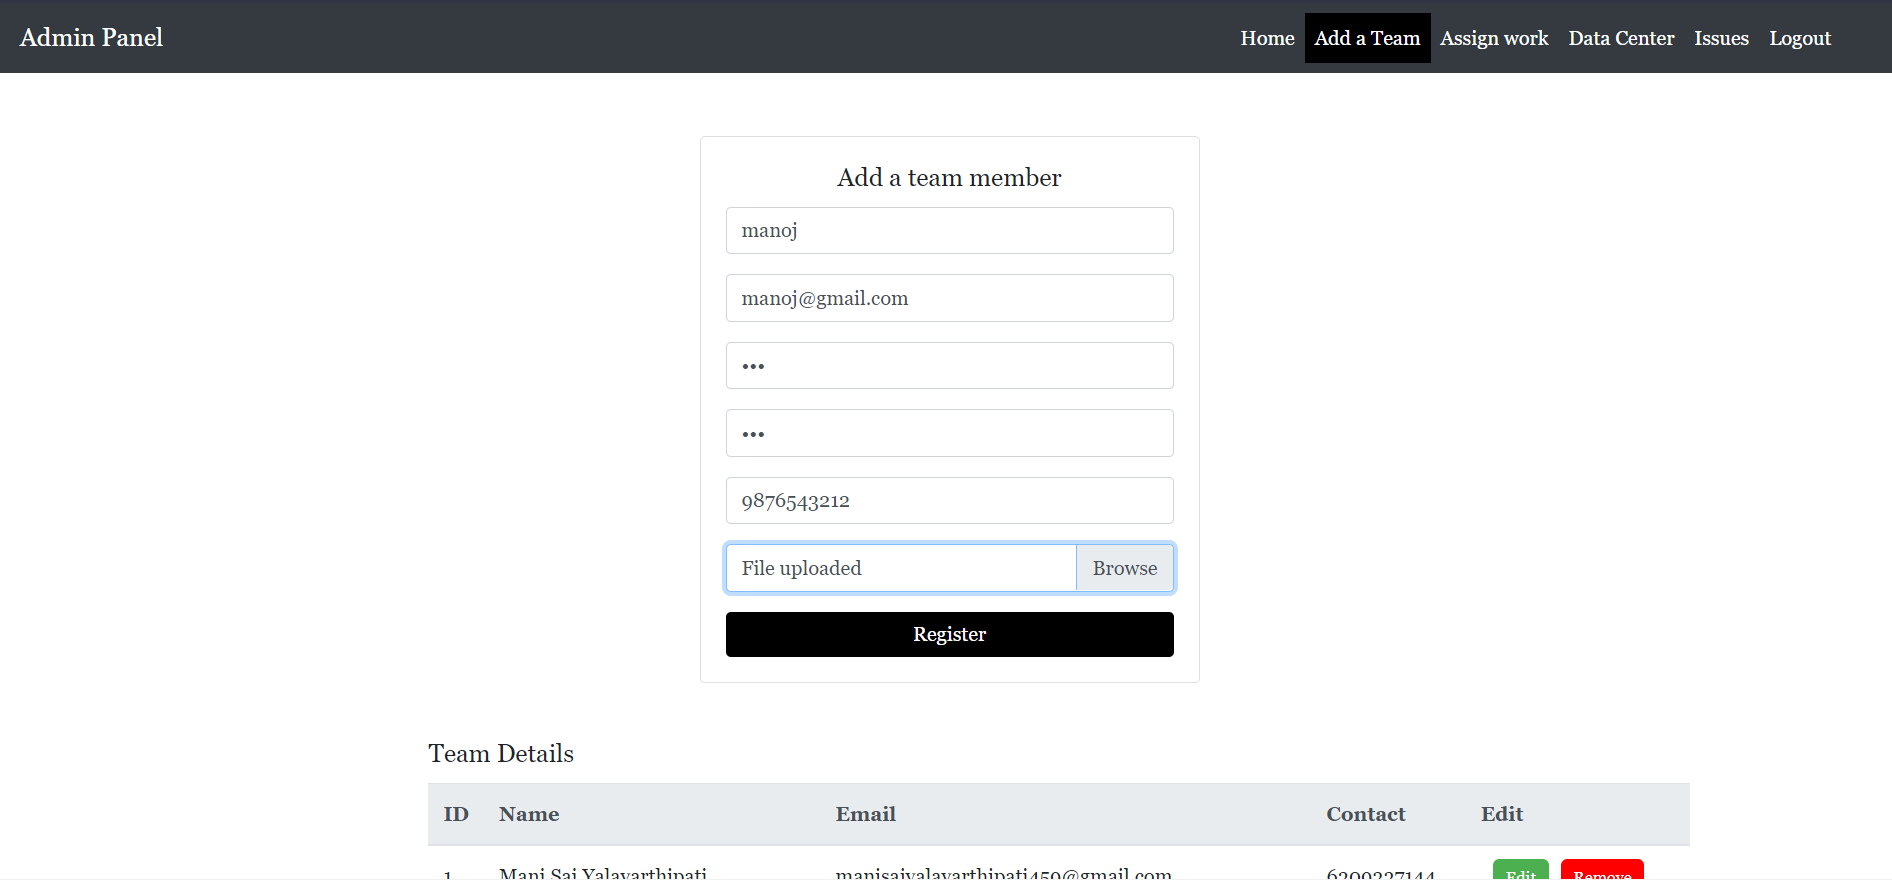 Admin Panel
Home Add a Team Assign work Data Center Issues Logout
Add a team member
manoj
manoj@gmail.com
•••
•••
9876543212
File uploaded Browse
Register
Team Details
ID Name Email Contact Edit
1 Mani Sai Yalavarthipati manisaiyalavarthipati450@gmail.com Edit Remove